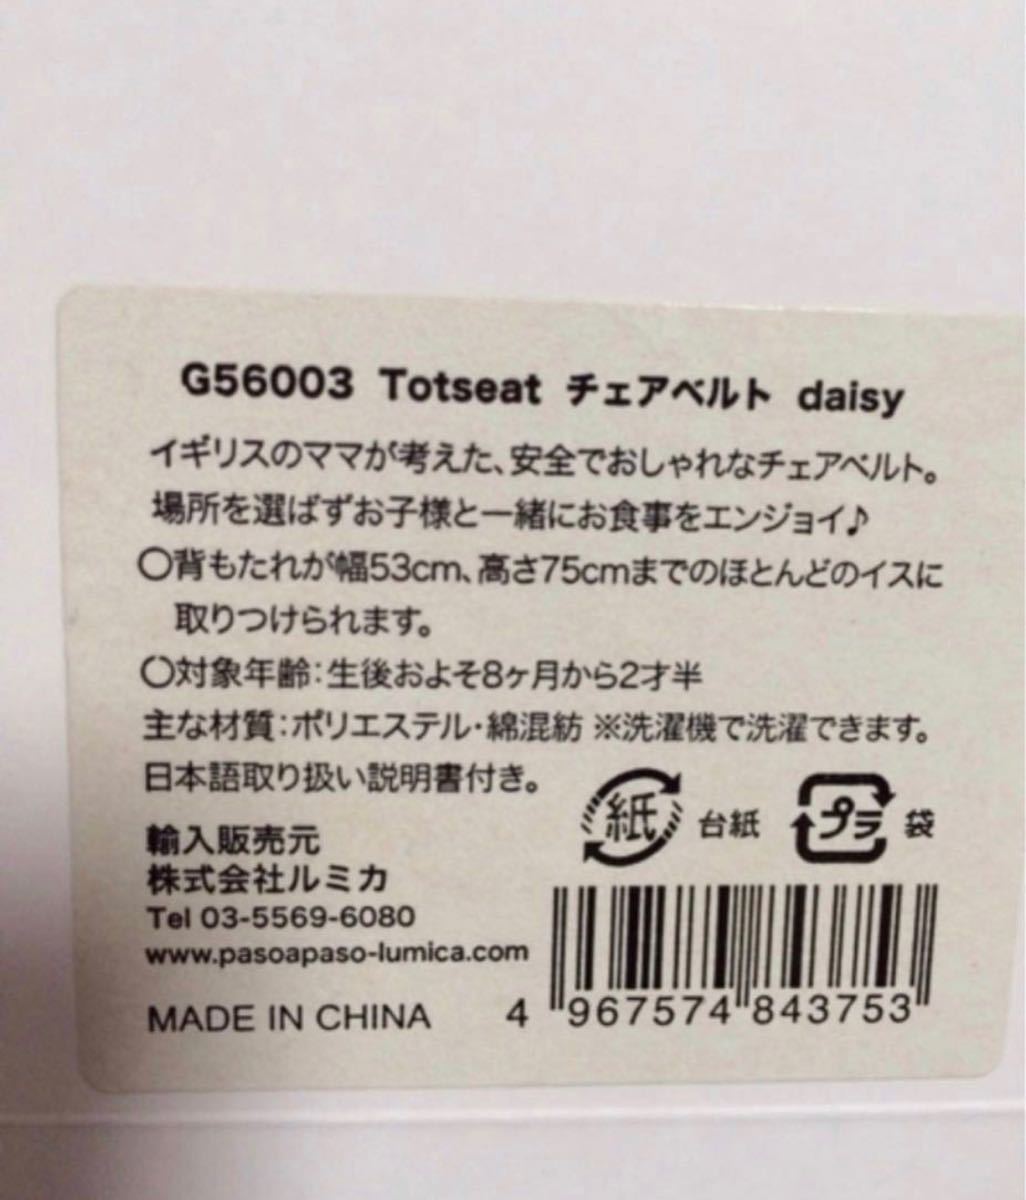 G56003 Totseat チェアベルト daisy
イギリスのママが考えた、安全でおしゃれなチェアベルト。
場所を選ばずお子様と一緒にお食事をエンジョイ♪
○背もたれが幅53cm、高さ75cmまでのほとんどのイスに
取りつけられます。
○対象年齢：生後およそ8ヶ月から2才半
主な材質：ポリエステル・綿混紡 ※洗濯機で洗濯できます。
日本語取り扱い説明書付き。
紙 台紙 プラ 袋
輸入販売元
株式会社ルミカ
Tel 03-5569-6080
www.pasoapaso-lumica.com
MADE IN CHINA
4 967574 843753